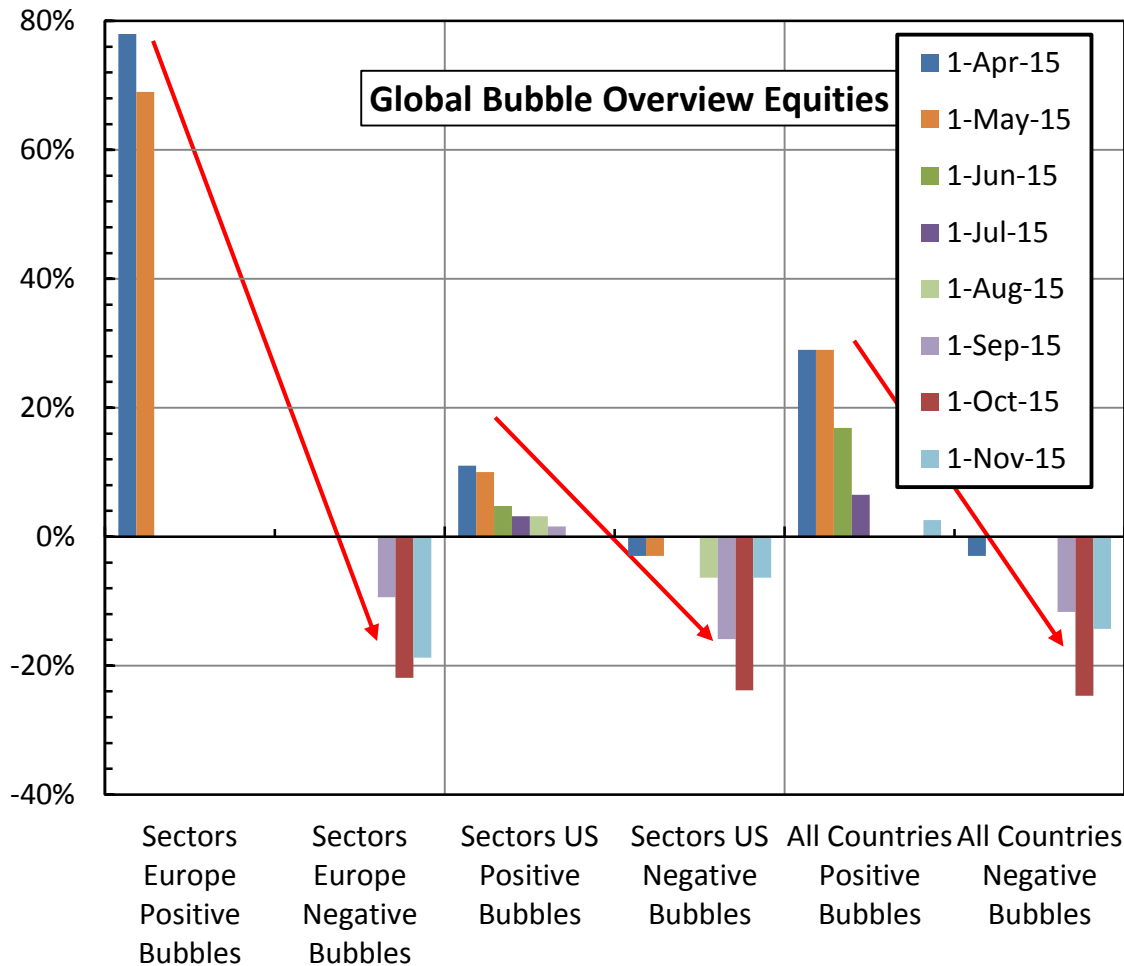 80%
60%
40%
20%
0%
-20%
-40%
Global Bubble Overview Equities
1-Apr-15
1-May-15
1-Jun-15
1-Jul-15
1-Aug-15
1-Sep-15
1-Oct-15
1-Nov-15
Sectors
Europe
Positive
Bubbles
Sectors
Europe
Negative
Bubbles
Sectors US
Positive
Bubbles
Sectors US
Negative
Bubbles
All Countries
Positive
Bubbles
All Countries
Negative
Bubbles